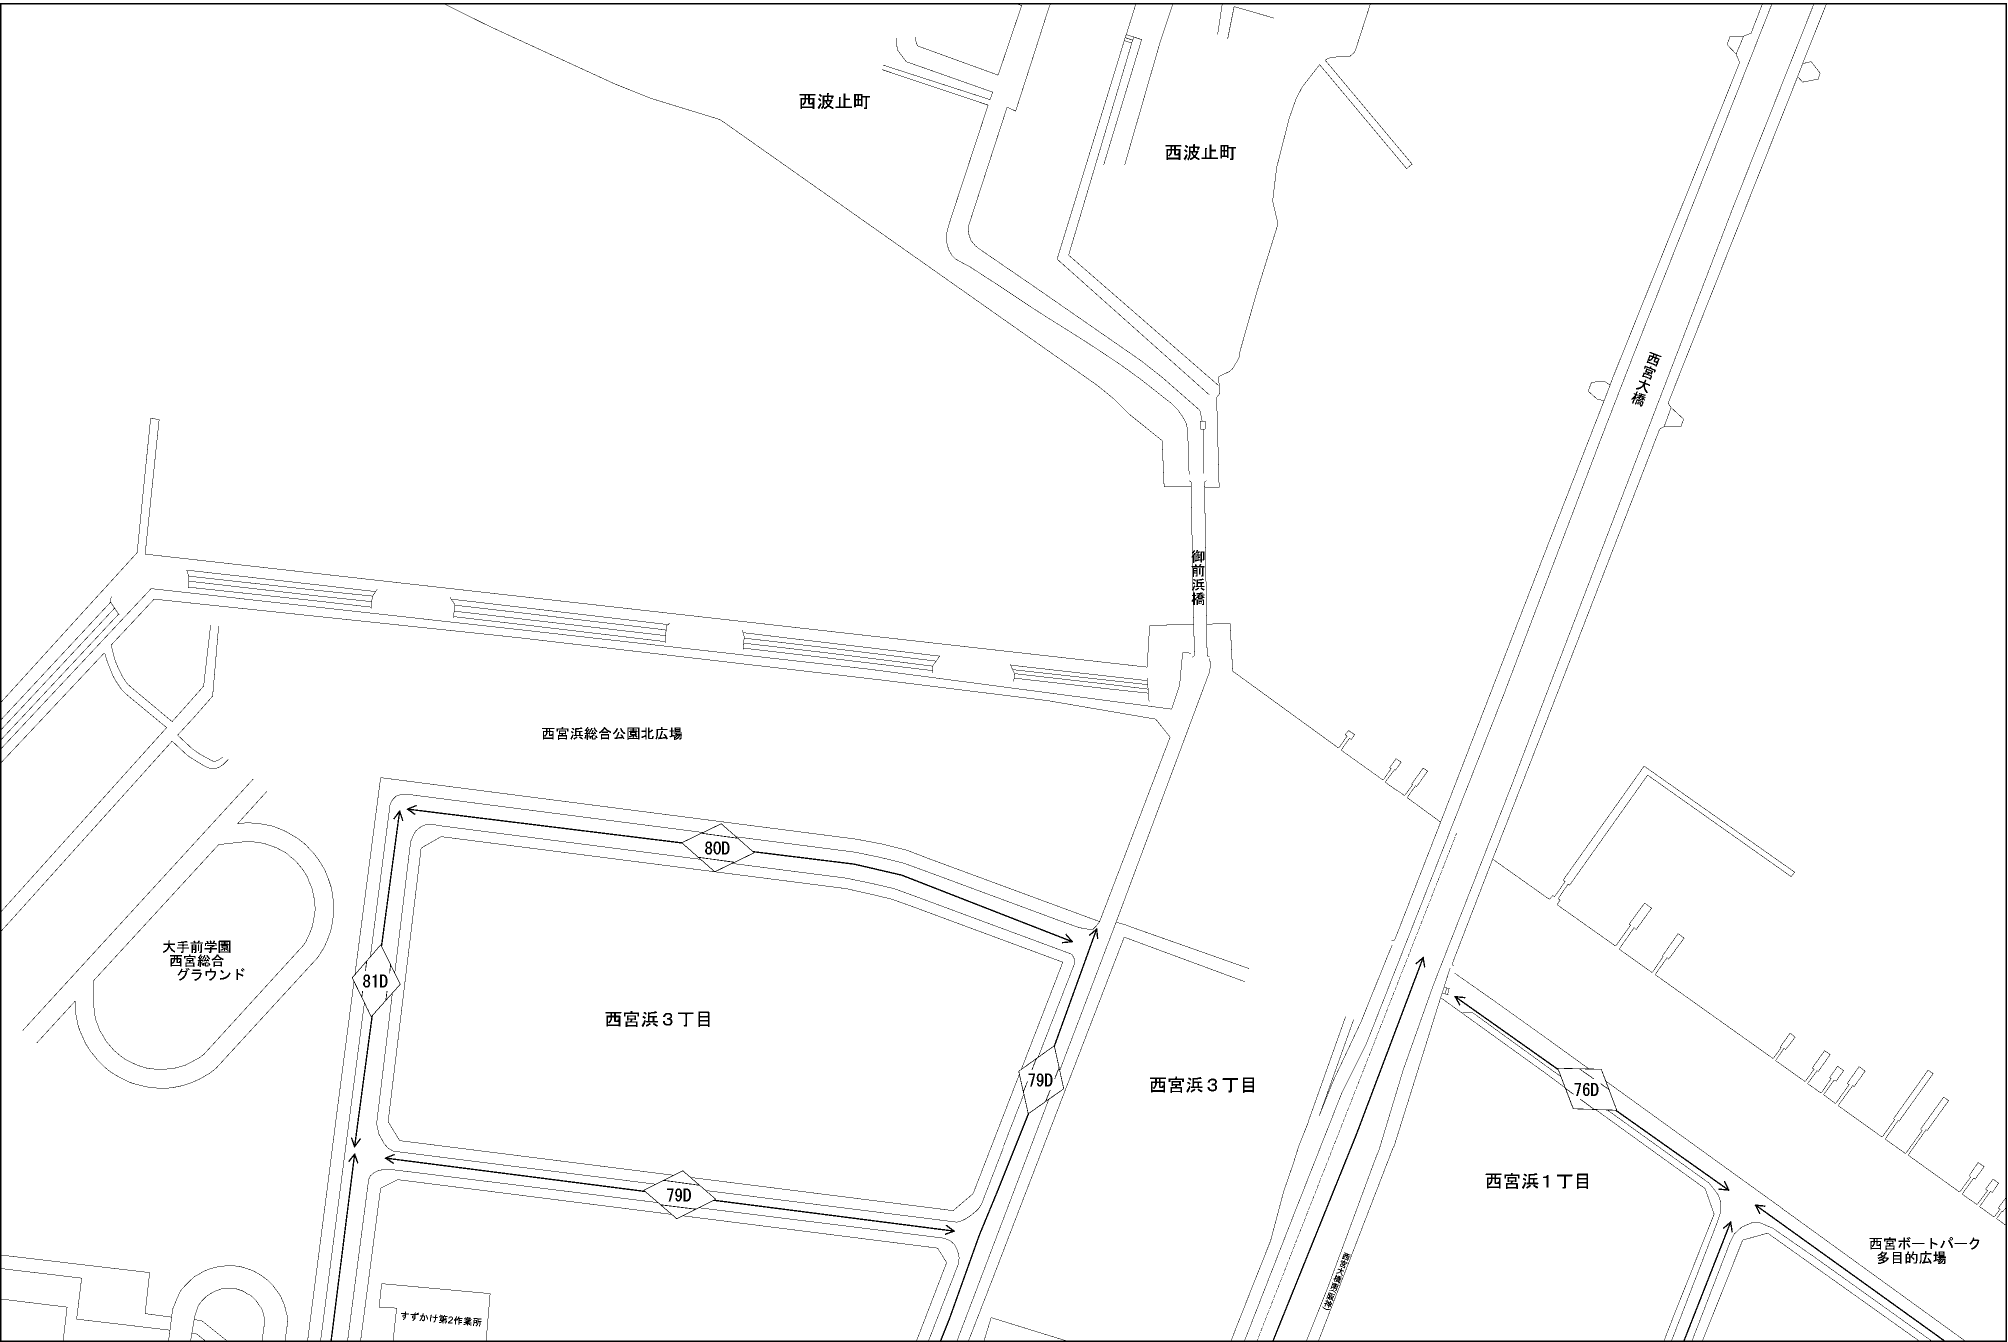 西波止町
西波止町
西宮大橋
御前浜橋
西宮浜総合公園北広場
80D
大手前学園
西宮総合
グラウンド
81D
西宮浜３丁目
79D
西宮浜３丁目
76D
西宮浜１丁目
79D
西宮ボートパーク
多目的広場
すずかけ第2作業所